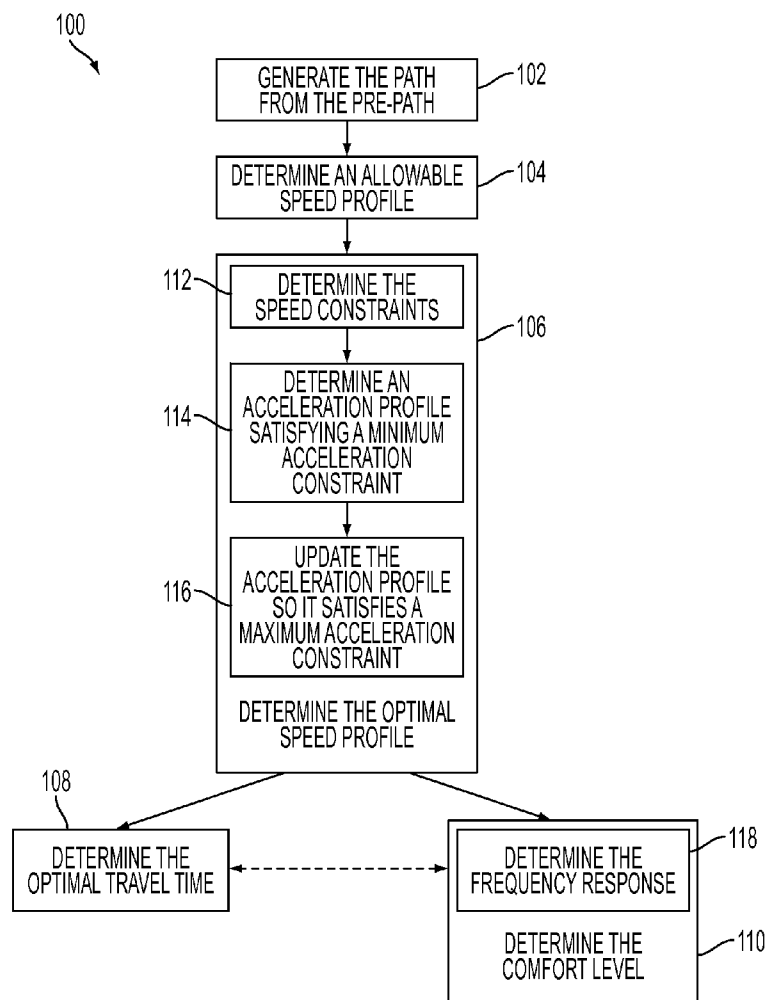 100
GENERATE THE PATH
FROM THE PRE-PATH
102
DETERMINE AN ALLOWABLE
SPEED PROFILE
104
112
DETERMINE THE
SPEED CONSTRAINTS
106
114
DETERMINE AN
ACCELERATION PROFILE
SATISFYING A MINIMUM
ACCELERATION
CONSTRAINT
116
UPDATE THE
ACCELERATION PROFILE
SO IT SATISFIES A
MAXIMUM ACCELERATION
CONSTRAINT
DETERMINE THE OPTIMAL
SPEED PROFILE
108
DETERMINE THE
OPTIMAL TRAVEL TIME
DETERMINE THE
FREQUENCY RESPONSE
118
DETERMINE THE
COMFORT LEVEL
110